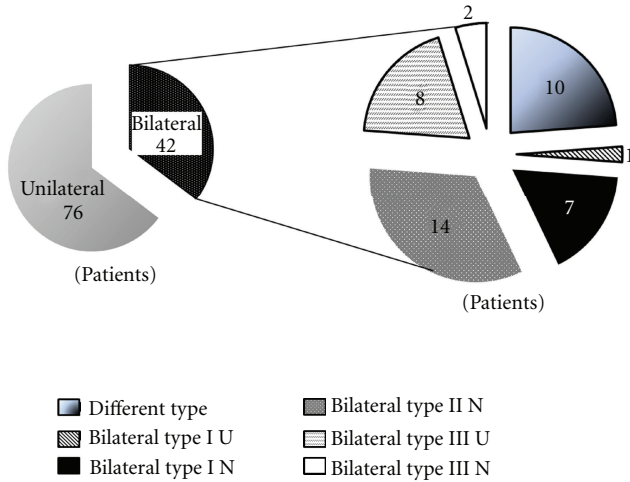 2
10
8
Bilateral
42
1
Unilateral
76
7
14
(Patients)
(Patients)
Different type
Bilateral type I U
Bilateral type I N
Bilateral type II N
Bilateral type III U
Bilateral type III N